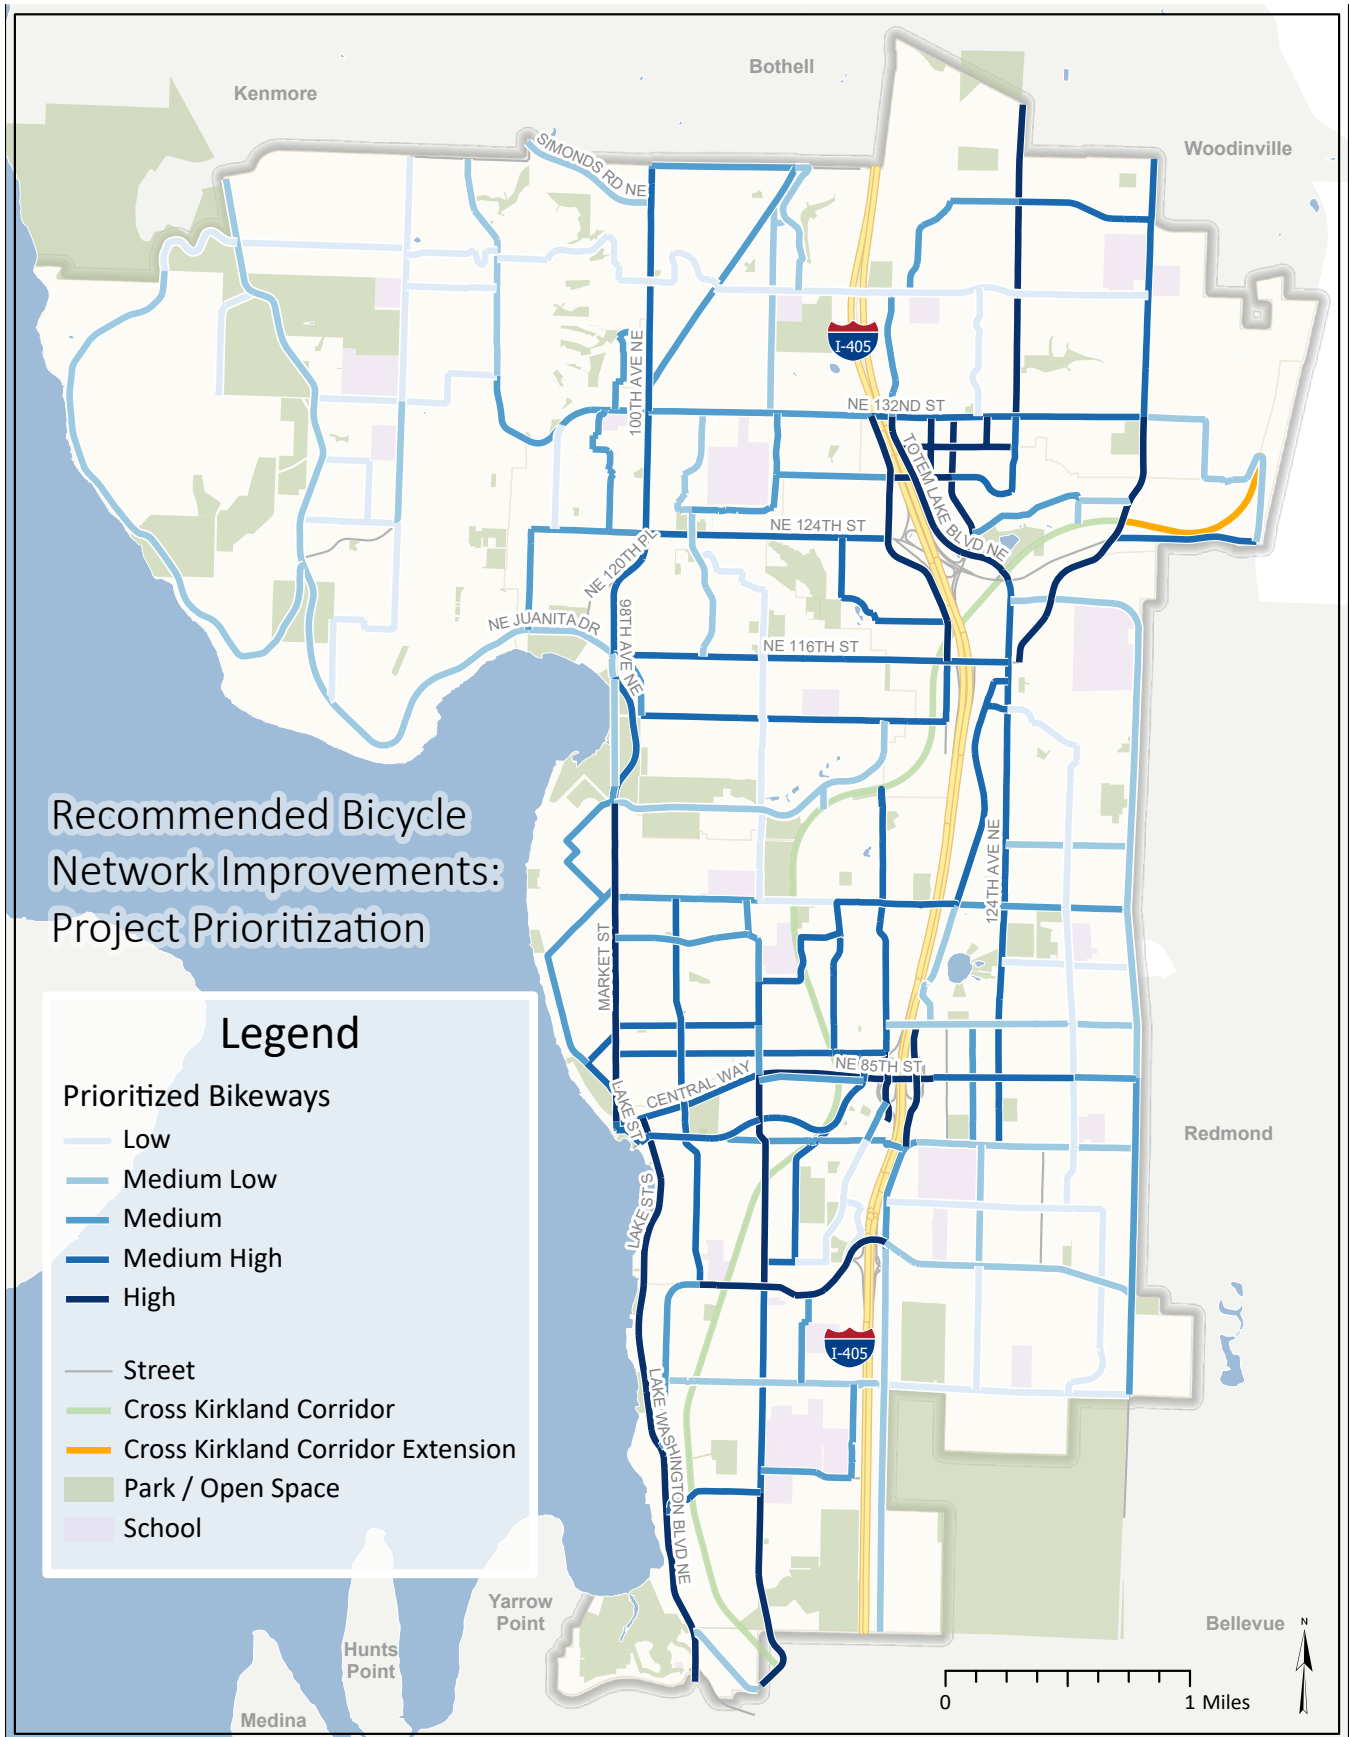 Kenmore
Bothell
Woodinville
SIMONDS RD NE
100TH AVE NE
I-405
NE 132ND ST
TOTEM LAKE BLVD NE
NE 124TH ST
NE 120TH PL
NE JUANITA DR
98TH AVE NE
NE 116TH ST
124TH AVE NE
Recommended Bicycle
Network Improvements:
Project Prioritization
MARKET ST
NE 85TH ST
CENTRAL WAY
LAKE ST
LAKE ST S
Redmond
I-405
LAKE WASHINGTON BLVD NE
Legend
Prioritized Bikeways
Low
Medium Low
Medium
Medium High
High
Street
Cross Kirkland Corridor
Cross Kirkland Corridor Extension
Park / Open Space
School
Yarrow
Point
Hunts
Point
Medina
Bellevue
N
0
1 Miles